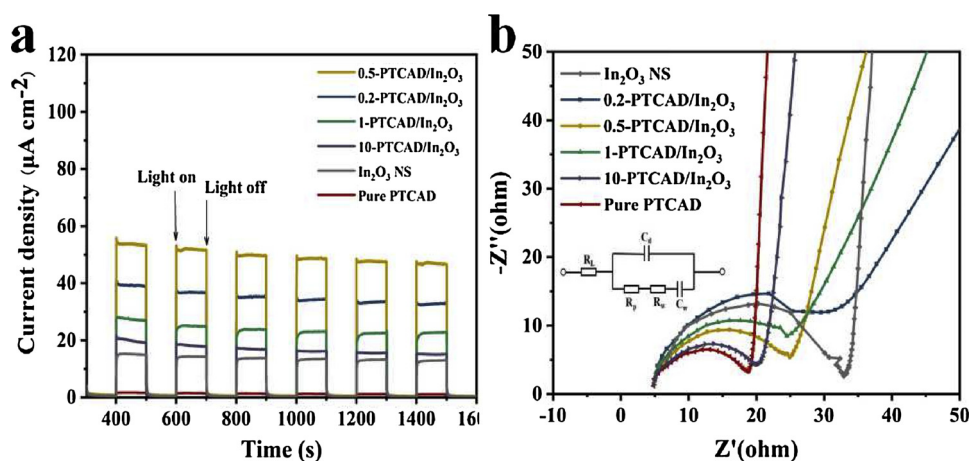 a
120
100
80
60
40
20
0
Current density (μA cm⁻²)
0.5-PTCAD/In₂O₃
0.2-PTCAD/In₂O₃
1-PTCAD/In₂O₃
10-PTCAD/In₂O₃
In₂O₃ NS
Pure PTCAD
Light on
Light off
400 600 800 1000 1200 1400 1600
Time (s)
b
50
40
30
20
10
0
-Z''(ohm)
In₂O₃ NS
0.2-PTCAD/In₂O₃
0.5-PTCAD/In₂O₃
1-PTCAD/In₂O₃
10-PTCAD/In₂O₃
Pure PTCAD
C_d
R_L
R_p
C_w
-10 0 10 20 30 40 50
Z'(ohm)